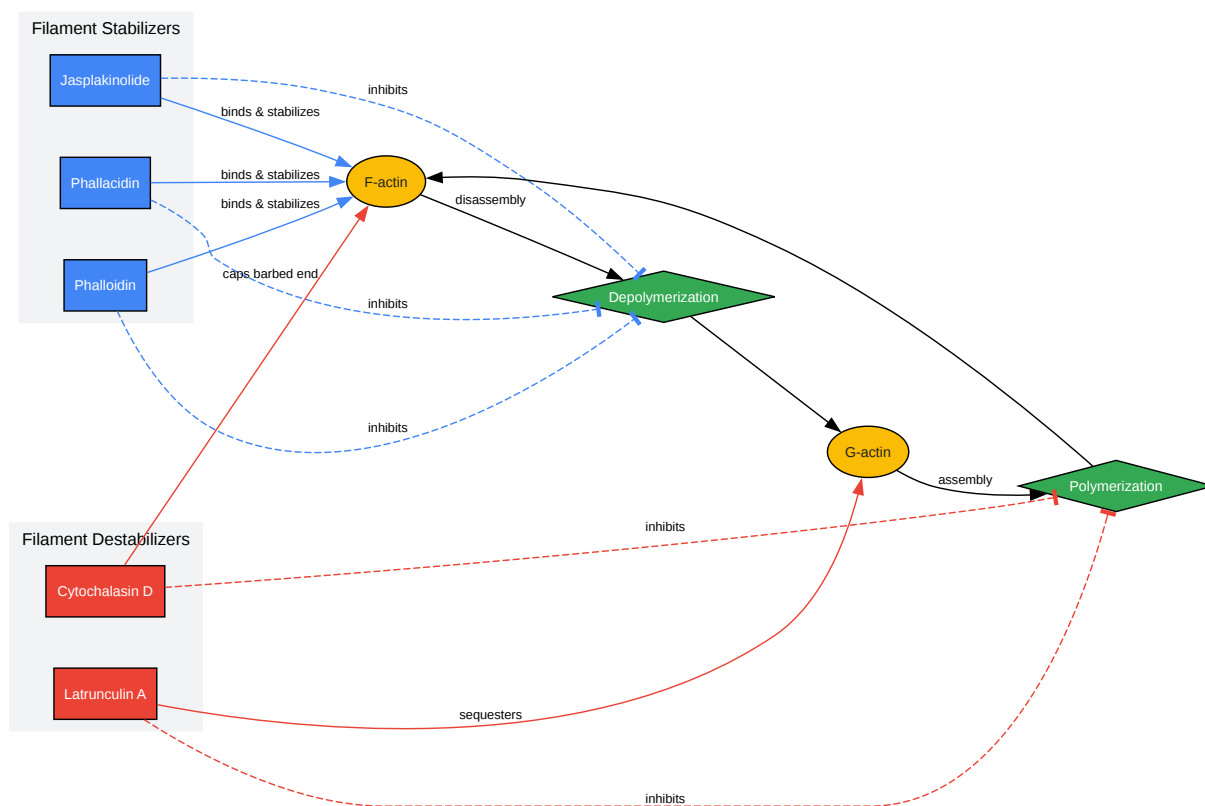 Filament Stabilizers
Jasplakinolide
inhibits
binds & stabilizes
Phallacidin
binds & stabilizes
F-actin
binds & stabilizes
disassembly
caps barbed end
Phalloidin
inhibits
Depolymerization
inhibits
G-actin
assembly
Polymerization
Filament Destabilizers
inhibits
Cytochalasin D
Latrunculin A
sequesters
inhibits